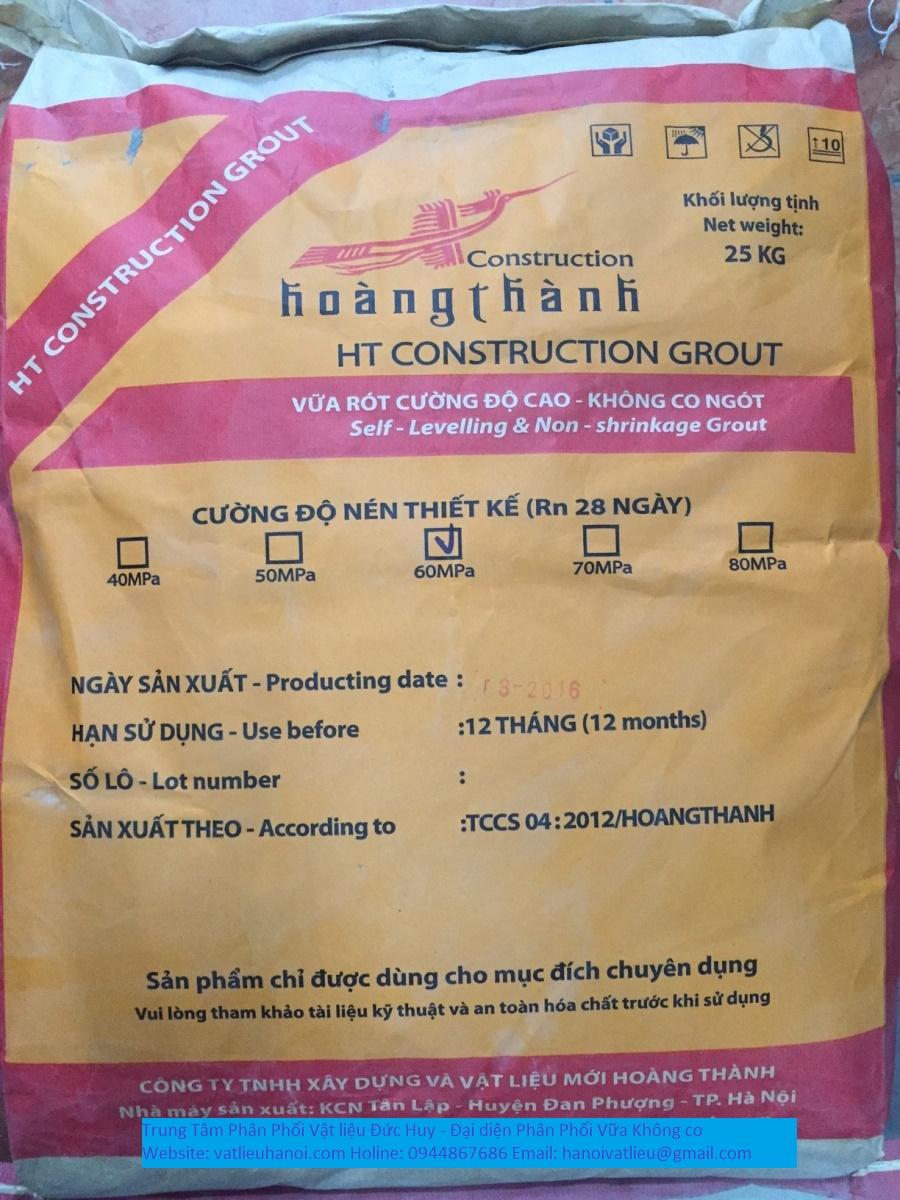 HT CONSTRUCTION GROUT
↑10
Khối lượng tịnh
Net weight:
25 KG
Construction
hoàngthành
HT CONSTRUCTION GROUT
VỮA RÓT CƯỜNG ĐỘ CAO - KHÔNG CO NGÓT
Self - Levelling & Non - shrinkage Grout
CƯỜNG ĐỘ NÉN THIẾT KẾ (Rn 28 NGÀY)
40MPa 50MPa 60MPa 70MPa 80MPa
NGÀY SẢN XUẤT - Producting date : 3-2016
HẠN SỬ DỤNG - Use before :12 THÁNG (12 months)
SỐ LÔ - Lot number :
SẢN XUẤT THEO - According to :TCCS 04:2012/HOANGTHANH
Sản phẩm chỉ được dùng cho mục đích chuyên dụng
Vui lòng tham khảo tài liệu kỹ thuật và an toàn hóa chất trước khi sử dụng
CÔNG TY TNHH XÂY DỰNG VÀ VẬT LIỆU MỚI HOÀNG THÀNH
Nhà máy sản xuất: KCN Tân Lập - Huyện Đan Phượng - TP. Hà Nội
Trung Tâm Phân Phối Vật liệu Đức Huy - Đại diện Phân Phối Vữa Không co
Website: vatlieuhanoi.com Holine: 0944867686 Email: hanoivatlieu@gmail.com